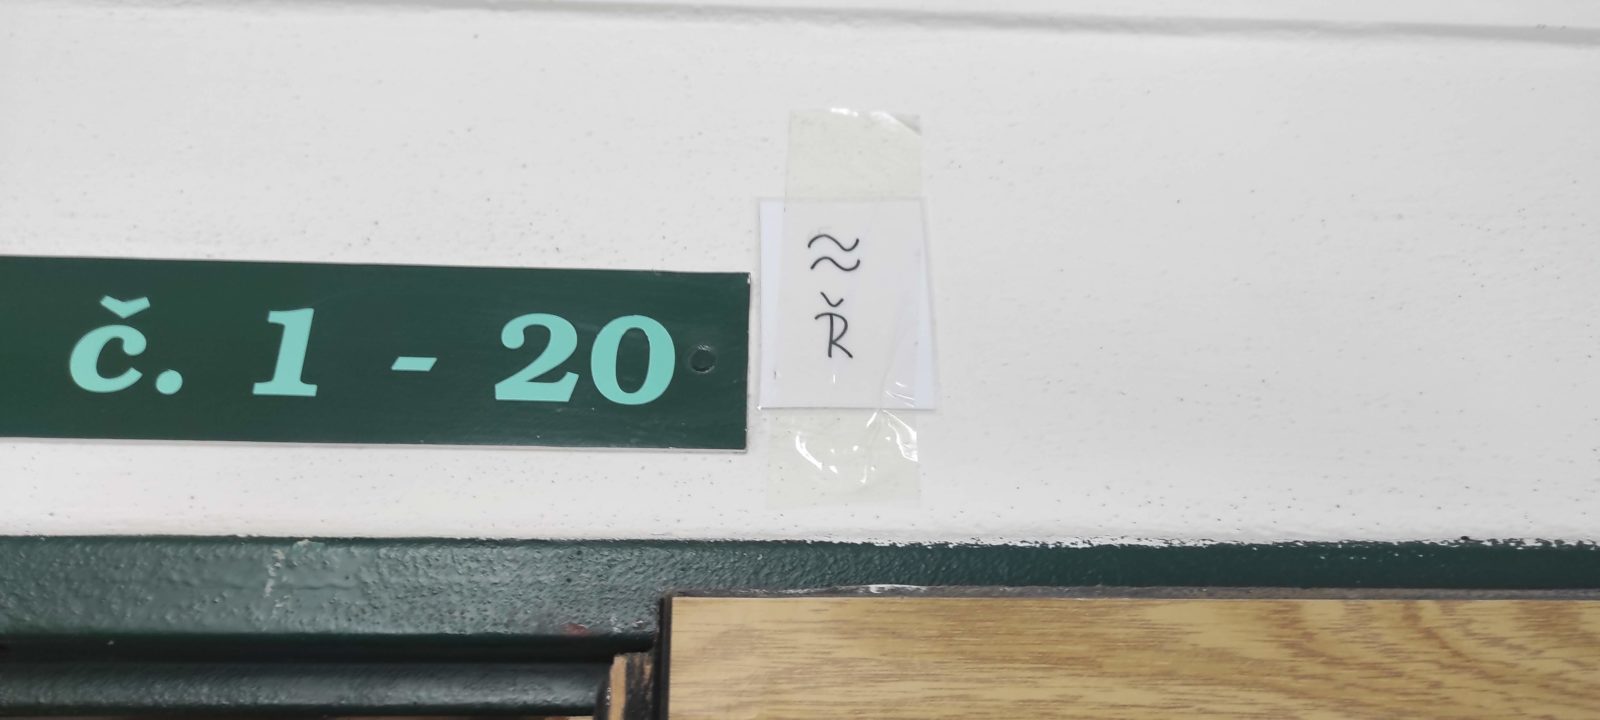 č. 1 - 20
≈
Ř